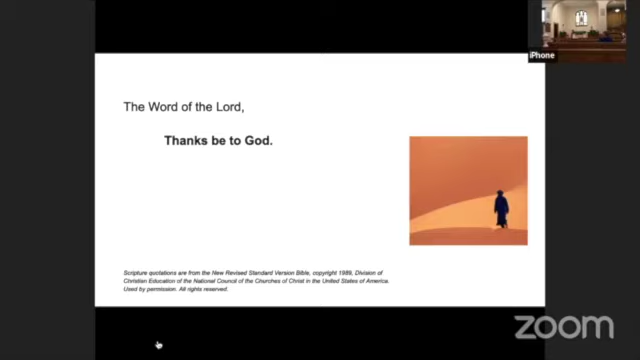 iPhone
The Word of the Lord,
Thanks be to God.
Scripture quotations are from the New Revised Standard Version Bible, copyright 1989, Division of
Christian Education of the National Council of the Churches of Christ in the United States of America.
Used by permission. All rights reserved.
zoom